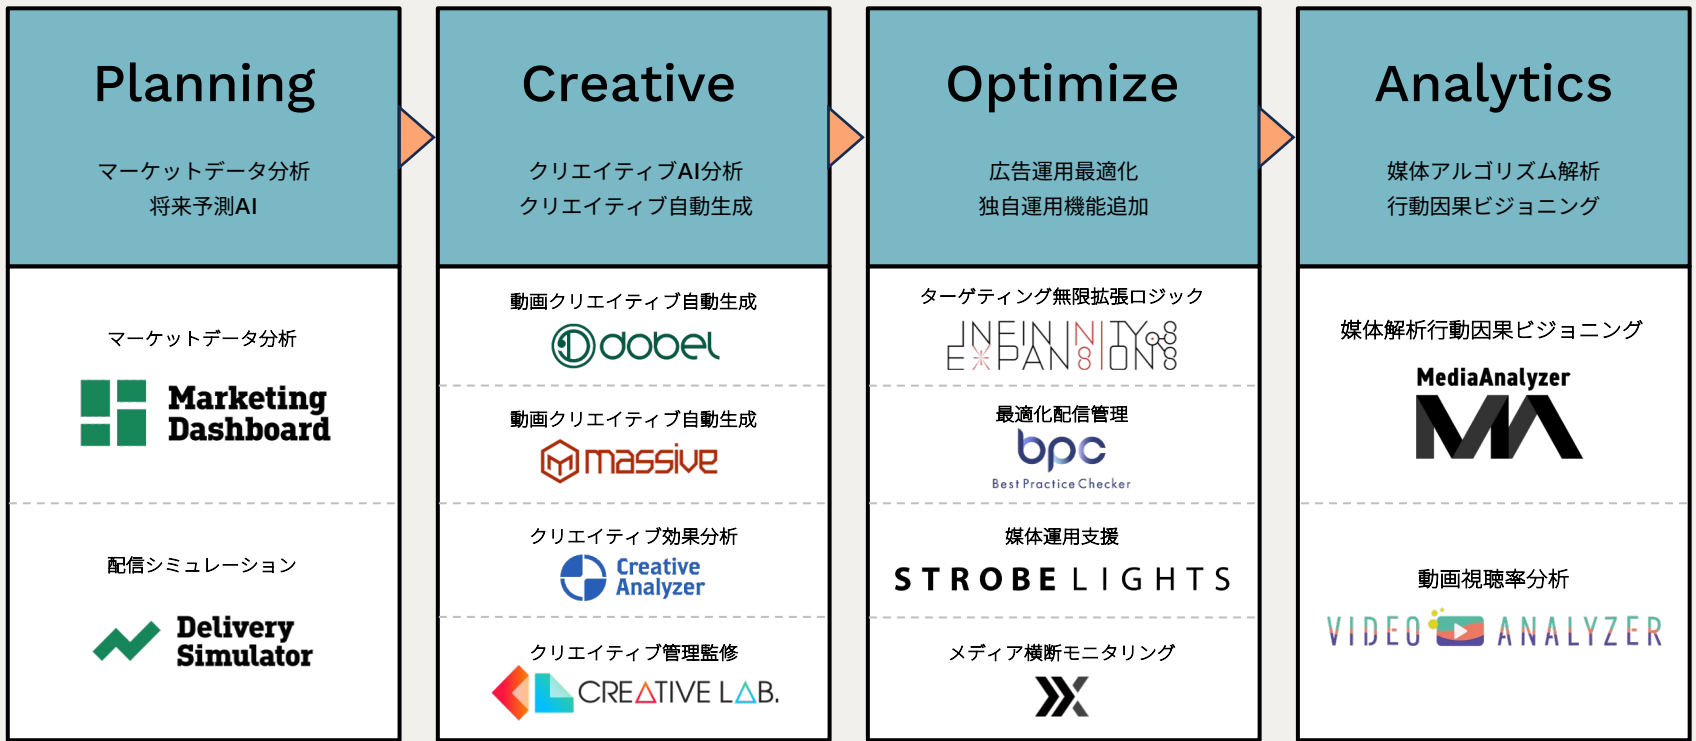 Planning
マーケットデータ分析
将来予測AI
マーケットデータ分析
Marketing
Dashboard
配信シミュレーション
Delivery
Simulator
Creative
クリエイティブAI分析
クリエイティブ自動生成
動画クリエイティブ自動生成
dobel
動画クリエイティブ自動生成
massive
クリエイティブ効果分析
Creative
Analyzer
クリエイティブ管理監修
CREATIVE LAB.
Optimize
広告運用最適化
独自運用機能追加
ターゲティング無限拡張ロジック
INFINITY
EXPANSION
最適化配信管理
bpc
Best Practice Checker
媒体運用支援
STROBELIGHTS
メディア横断モニタリング
Analytics
媒体アルゴリズム解析
行動因果ビジョニング
媒体解析行動因果ビジョニング
MediaAnalyzer
MA
動画視聴率分析
VIDEO ANALYZER